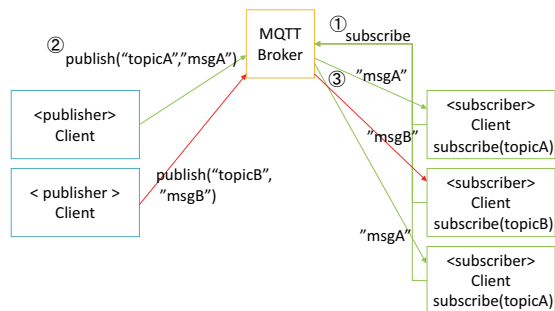 ①
subscribe
②
publish(“topicA”,”msgA”)
MQTT
Broker
③
”msgA”
<publisher>
Client
<subscriber>
Client
subscribe(topicA)
”msgB”
< publisher >
Client
publish(“topicB”,
”msgB”)
<subscriber>
Client
subscribe(topicB)
”msgA”
<subscriber>
Client
subscribe(topicA)